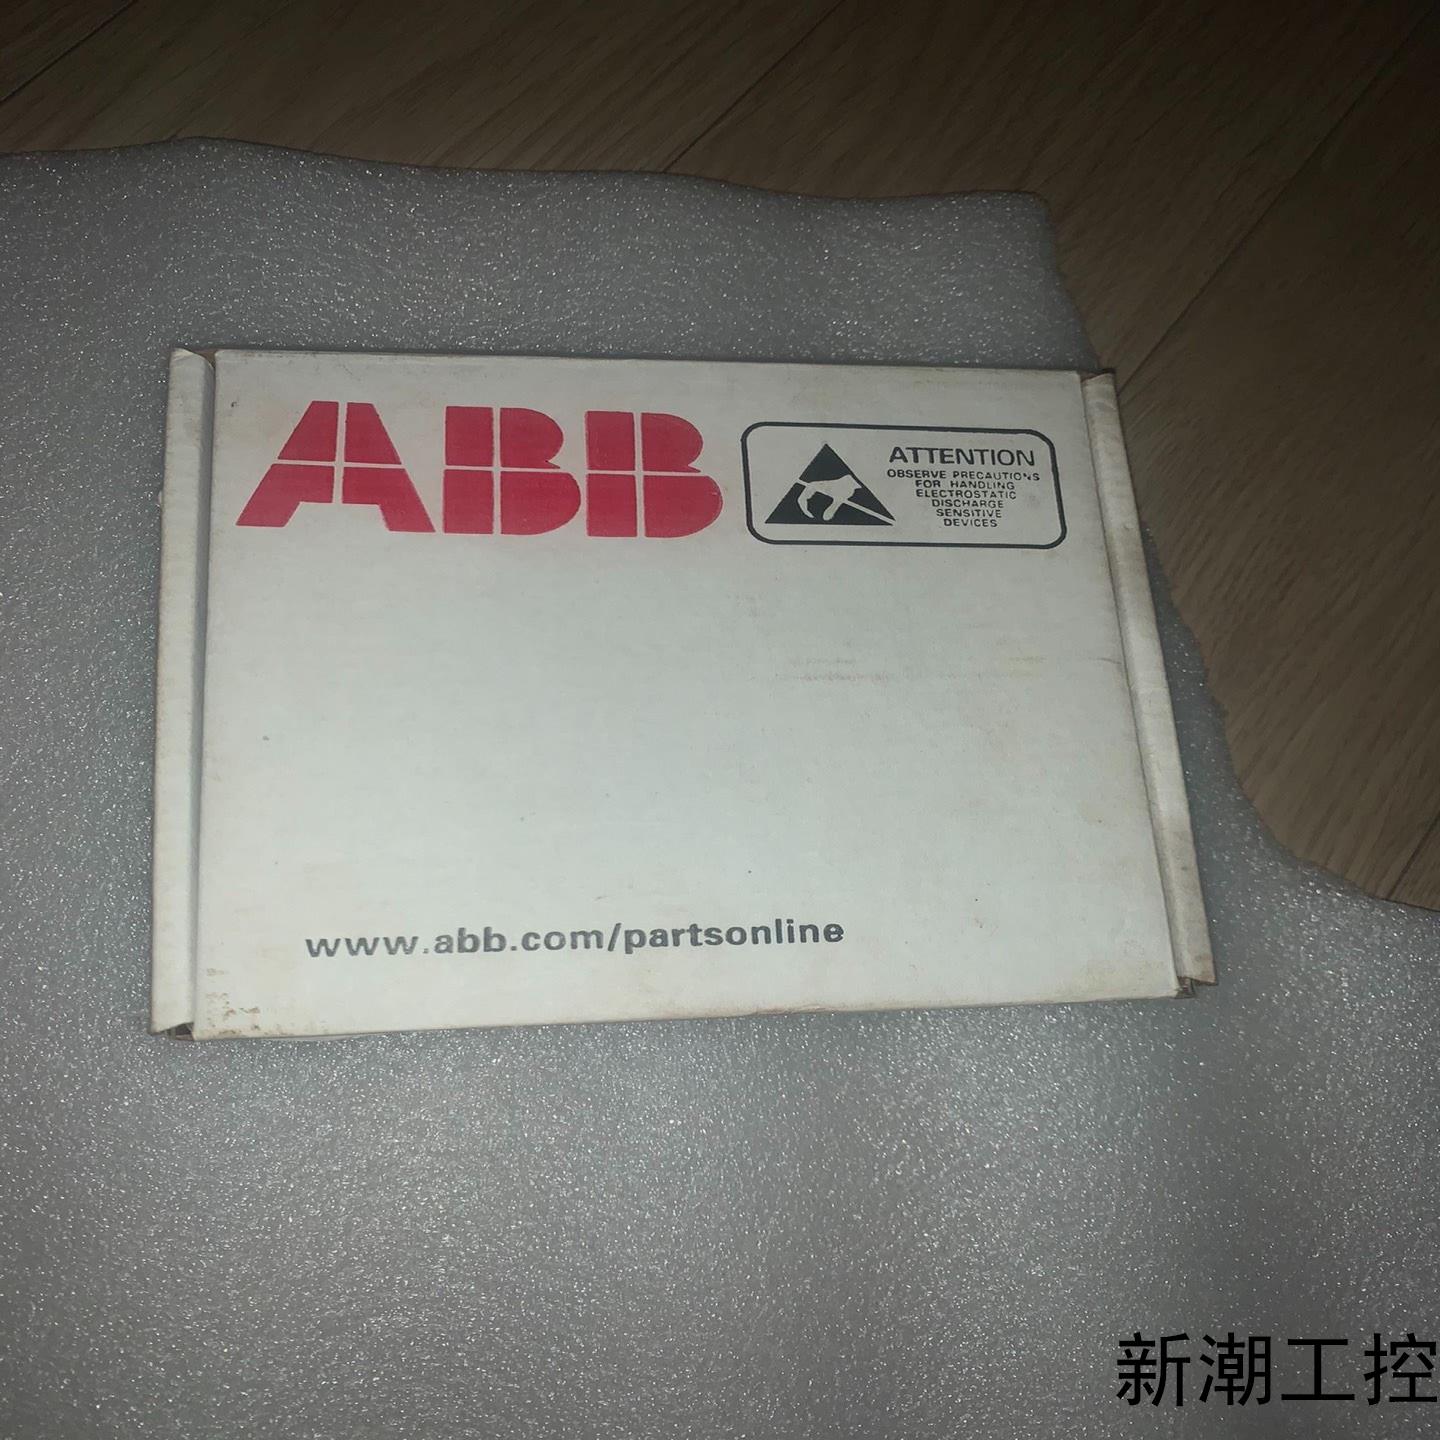 ABB
ATTENTION
OBSERVE PRECAUTIONS
FOR HANDLING
ELECTROSTATIC
DISCHARGE
SENSITIVE
DEVICES
www.abb.com/partsonline
新潮工控